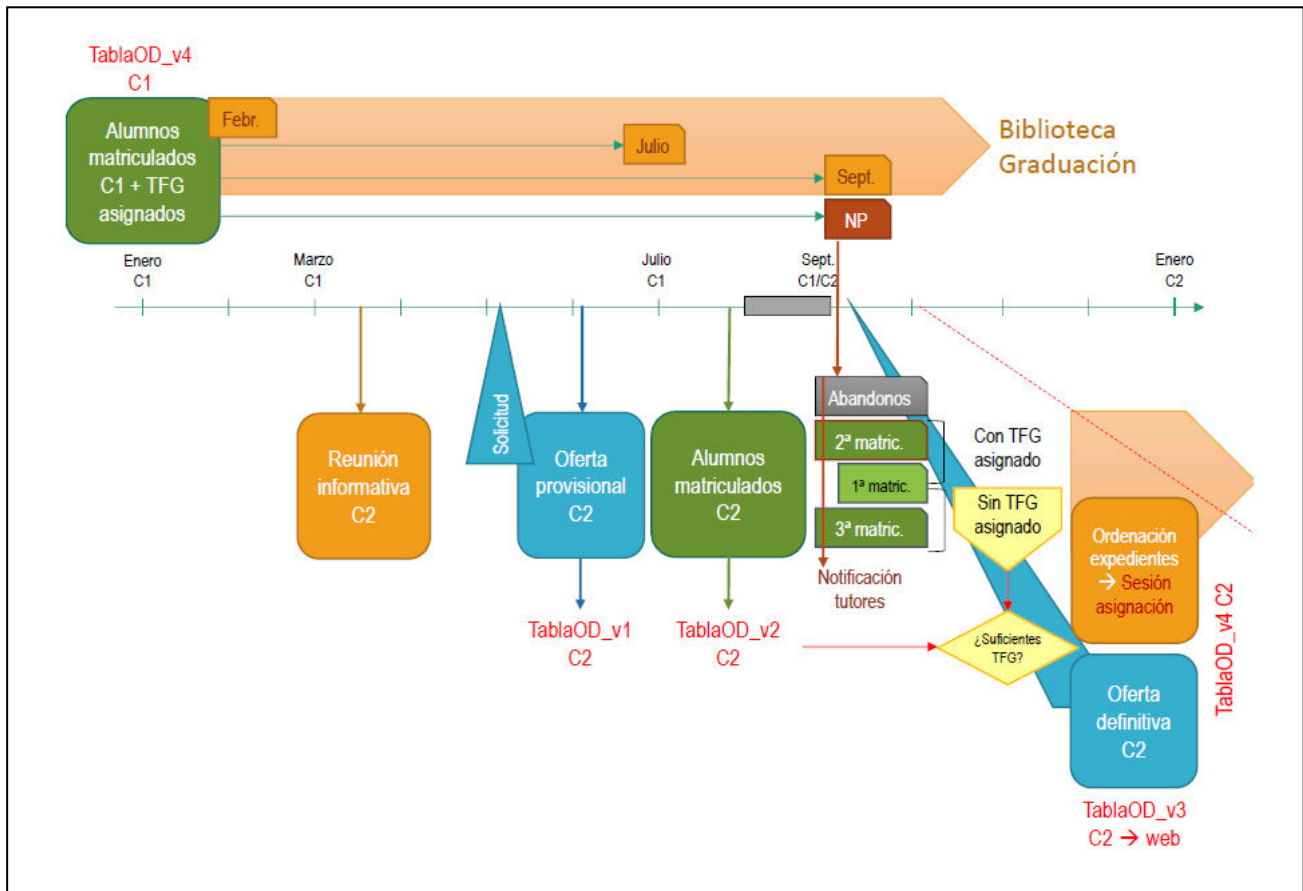 TablaOD_v4
C1
Alumnos
matriculados
C1 + TFG
asignados
Febr.
Julio
Sept.
NP
Biblioteca
Graduación
Enero
C1
Marzo
C1
Julio
C1
Sept.
C1/C2
Enero
C2
Reunión
informativa
C2
Solicitud
Oferta
provisional
C2
TablaOD_v1
C2
Alumnos
matriculados
C2
TablaOD_v2
C2
Abandonos
2ª matric.
1ª matric.
3ª matric.
Notificación
tutores
Con TFG
asignado
Sin TFG
asignado
¿Suficientes
TFG?
Ordenación
expedientes
→ Sesión
asignación
TablaOD_v4 C2
Oferta
definitiva
C2
TablaOD_v3
C2 → web